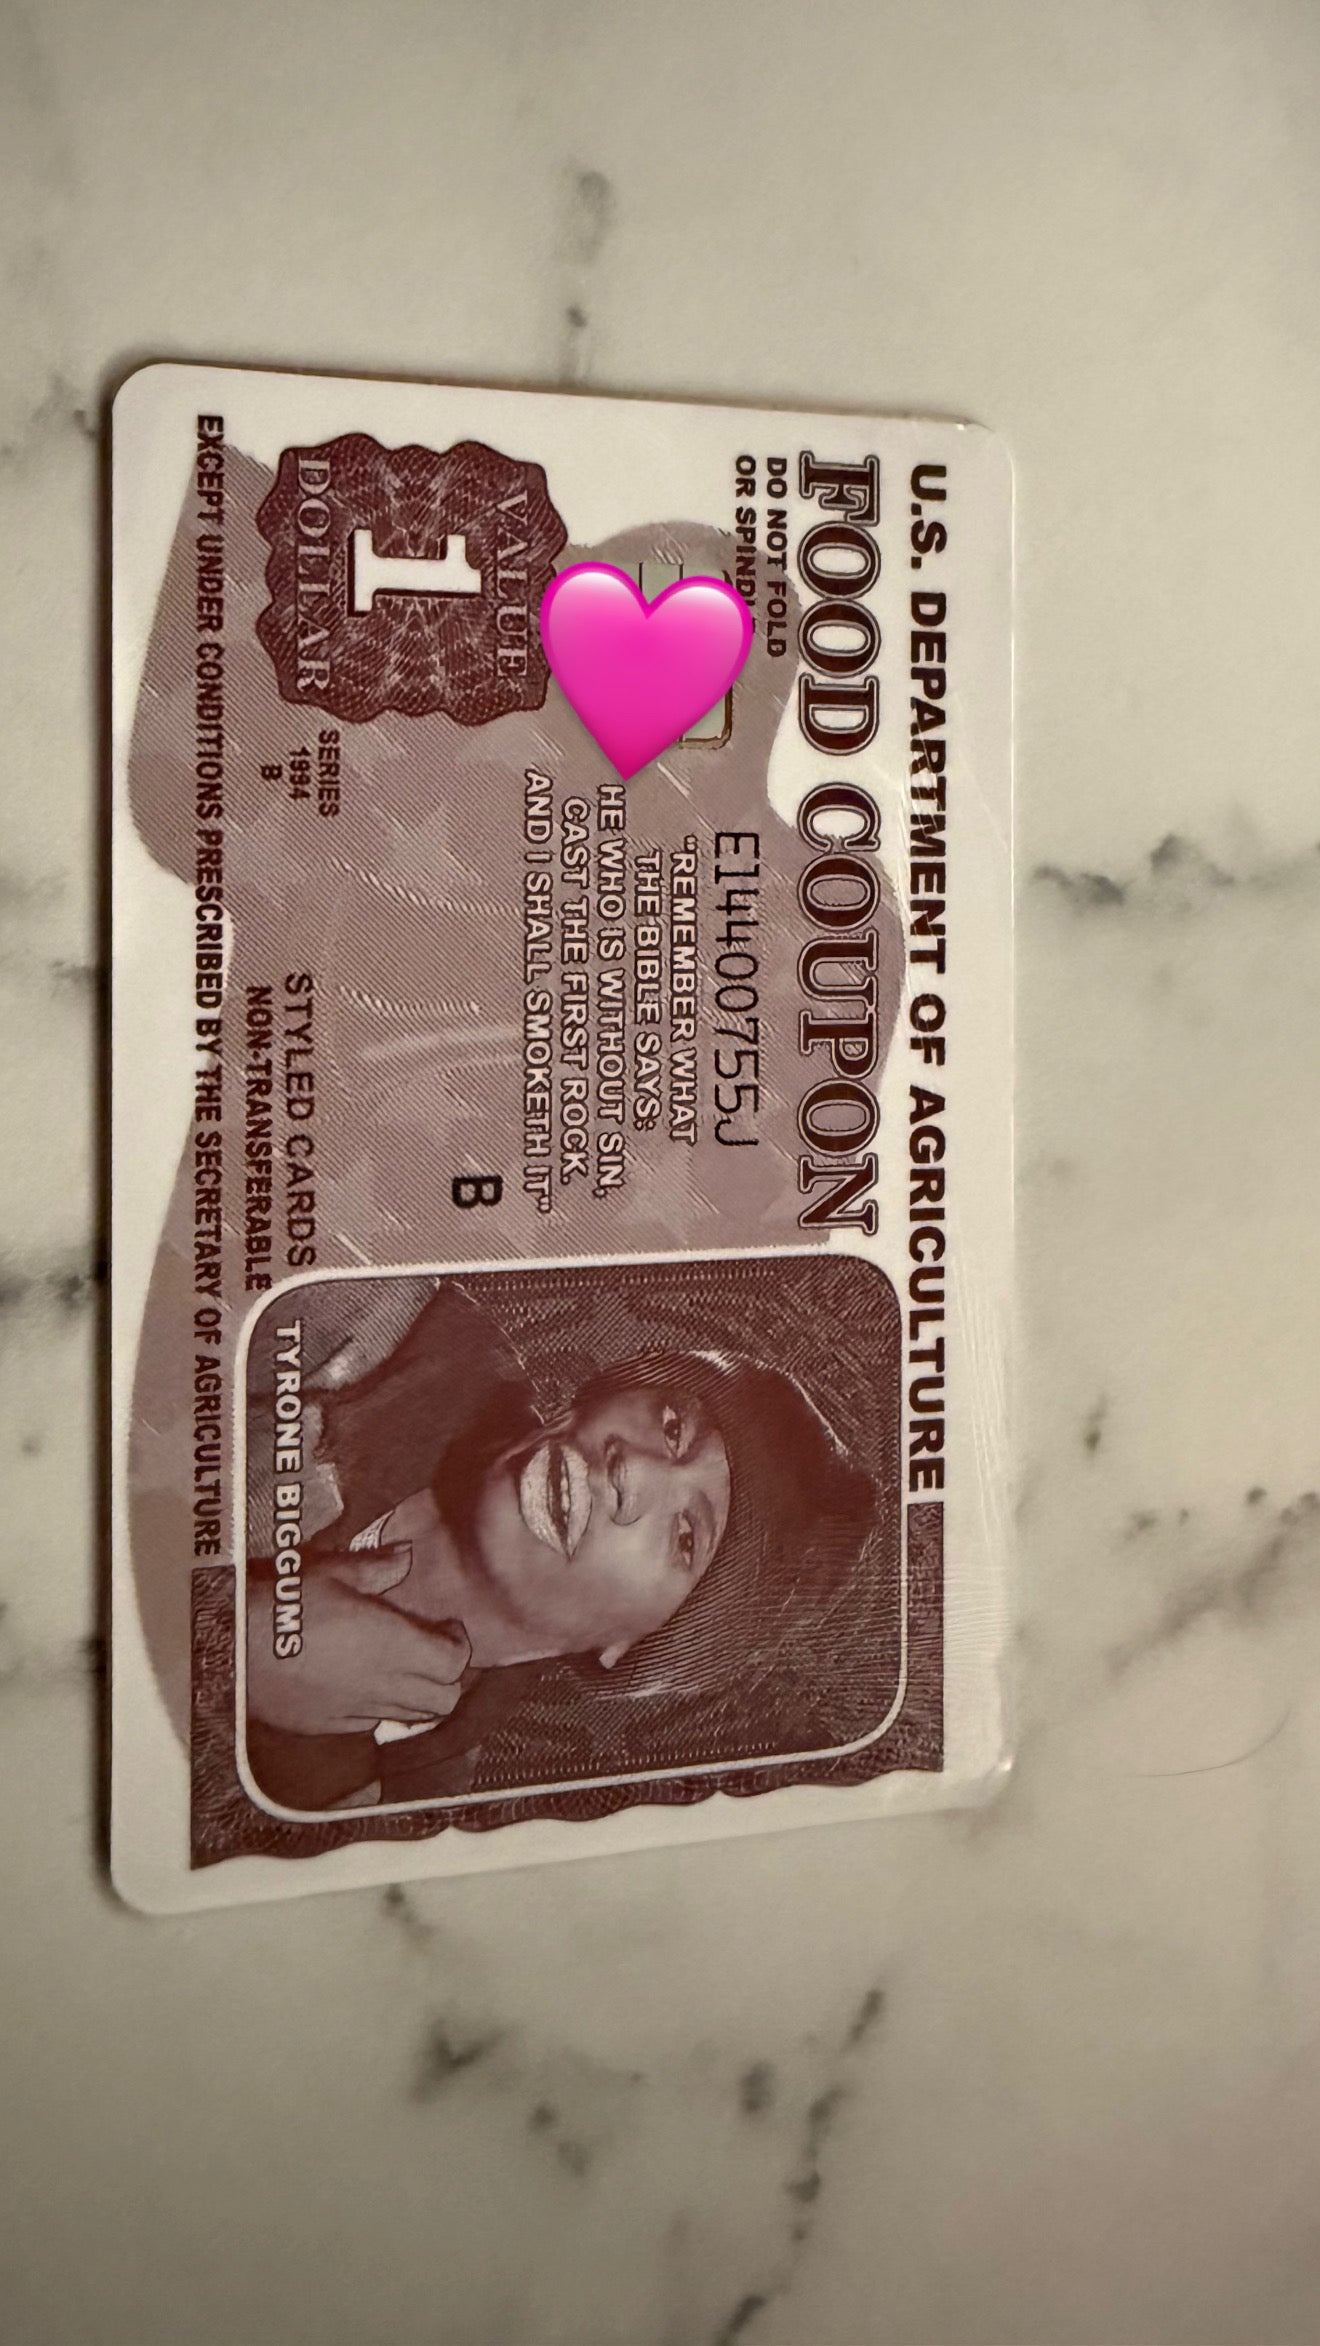 U.S. DEPARTMENT OF AGRICULTURE
FOOD COUPON
DO NOT FOLD
OR
E14400755J
"REMEMBER WHAT
THE BIBLE SAYS:
HE WHO IS WITHOUT SIN,
CAST THE FIRST ROCK.
AND I SHALL SMOKETH IT"
B
VALUE
1
DOLLAR
SERIES
1994
B
STYLED CARDS
NON-TRANSFERABLE
TYRONE BIGGUMS
EXCEPT UNDER CONDITIONS PRESCRIBED BY THE SECRETARY OF AGRICULTURE